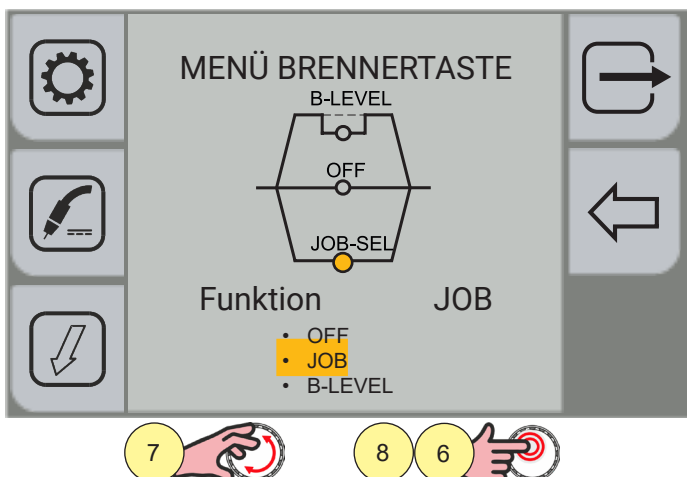 MENÜ BRENNERTASTE
B-LEVEL
OFF
JOB-SEL
Funktion JOB
• OFF
• JOB
• B-LEVEL
7 8 6